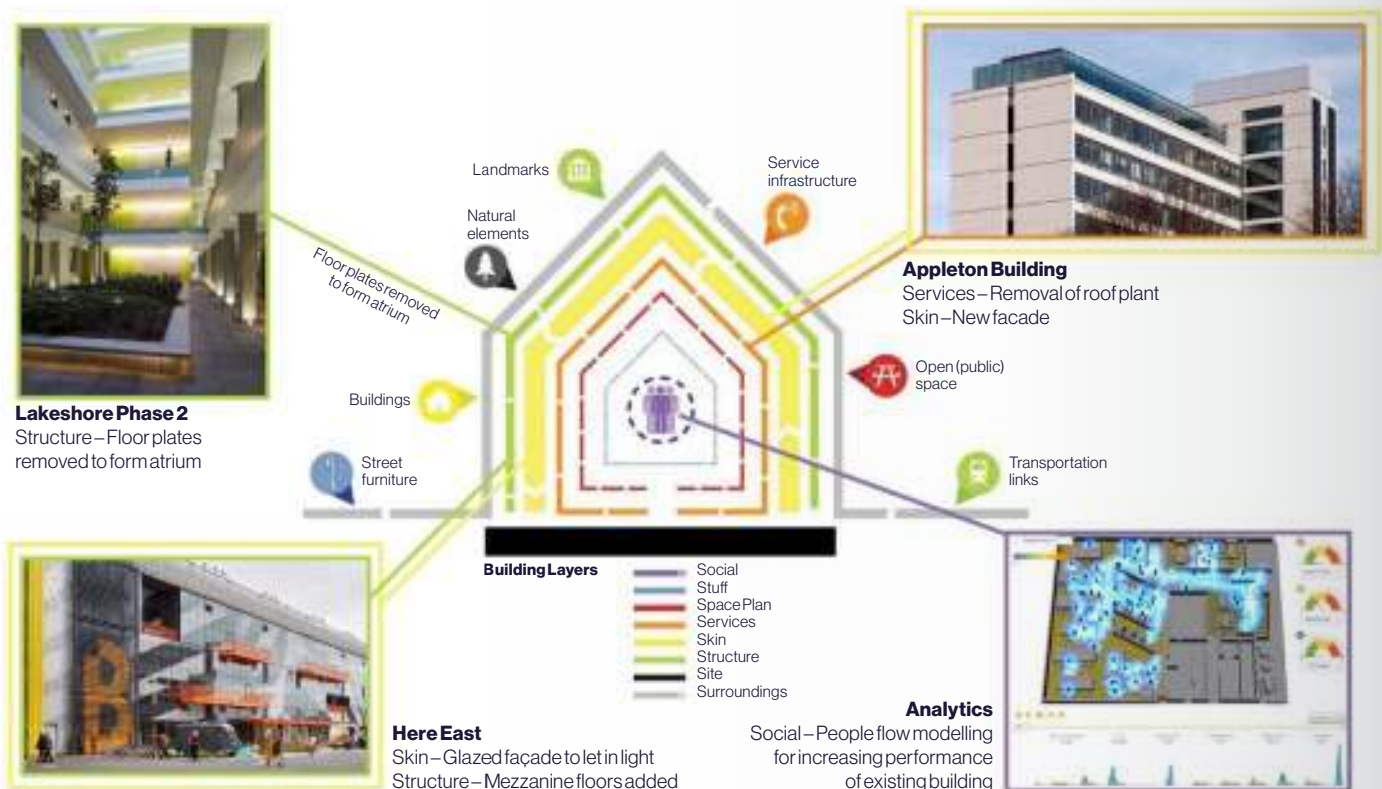 Landmarks
Service
infrastructure
Natural
elements
Floor plates removed
to form atrium
Appleton Building
Services – Removal of roof plant
Skin – New facade
Open (public)
space
Buildings
Lakeshore Phase 2
Structure – Floor plates
removed to form atrium
Street
furniture
Transportation
links
Building Layers
Social
Stuff
Space Plan
Services
Skin
Structure
Site
Surroundings
Here East
Skin – Glazed façade to let in light
Structure – Mezzanine floors added
Analytics
Social – People flow modelling
for increasing performance
of existing building